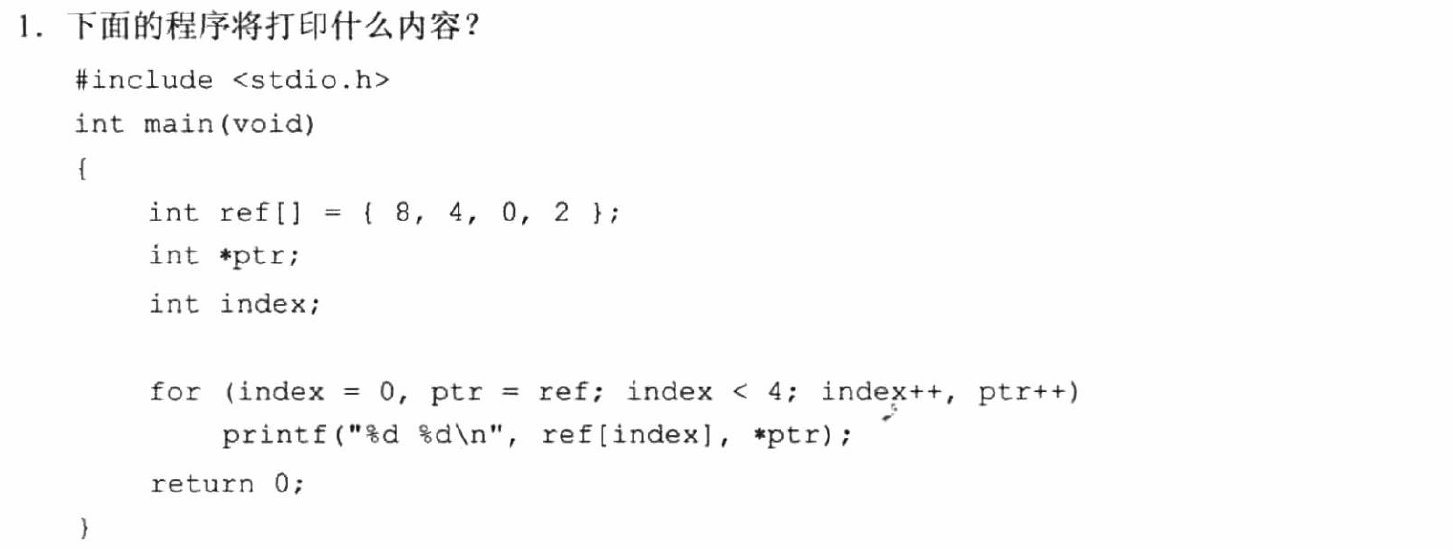 1. 下面的程序将打印什么内容?
#include <stdio.h>
int main(void)
{
int ref[] = { 8, 4, 0, 2 };
int *ptr;
int index;
for (index = 0, ptr = ref; index < 4; index++, ptr++)
printf("%d %d\n", ref[index], *ptr);
return 0;
}